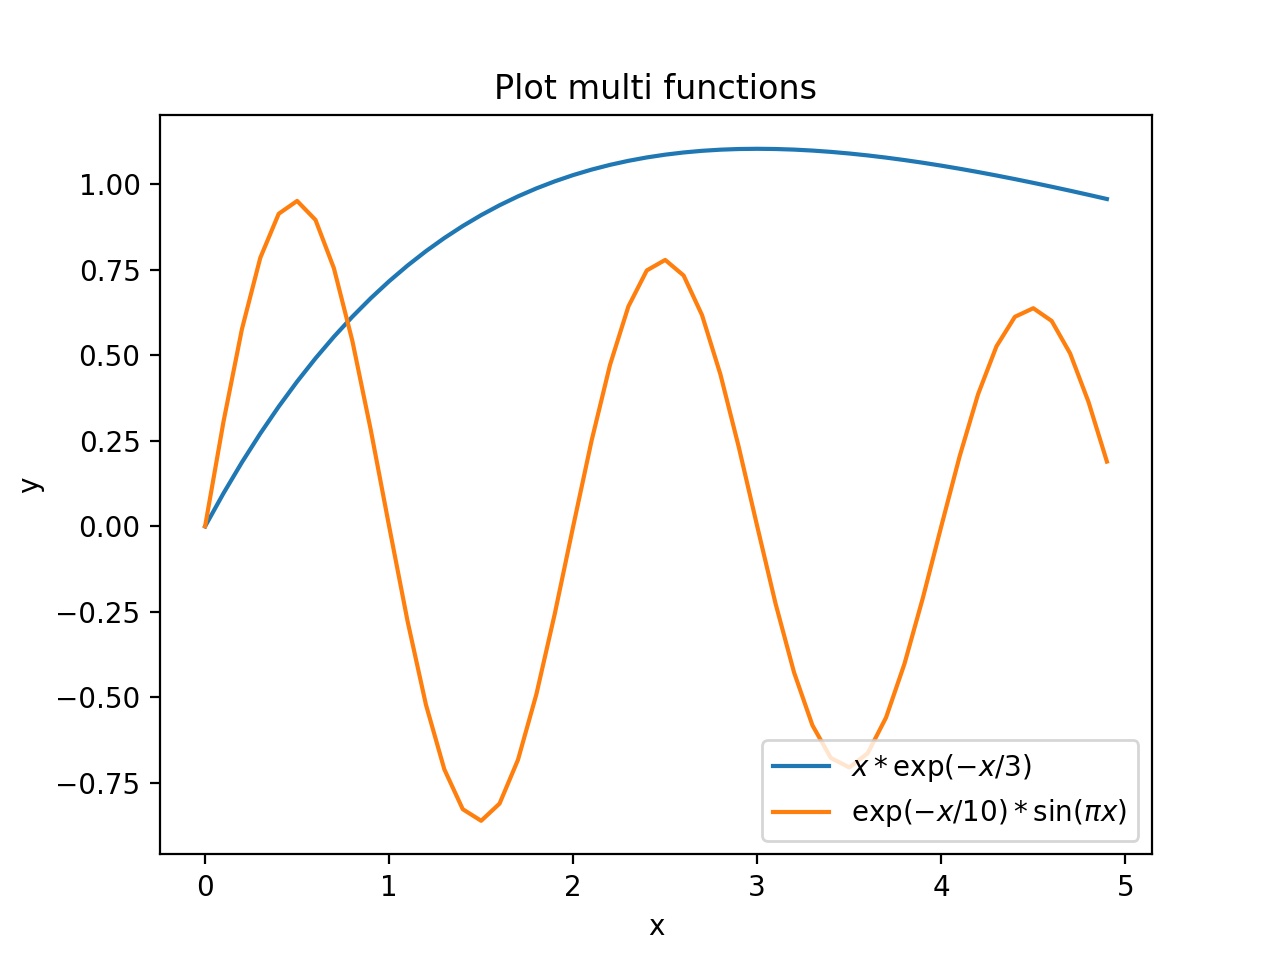 Plot multi functions
1.00
0.75
0.50
0.25
0.00
−0.25
−0.50
−0.75
y
0 1 2 3 4 5
x
x * exp(−x/3)
exp(−x/10) * sin(πx)